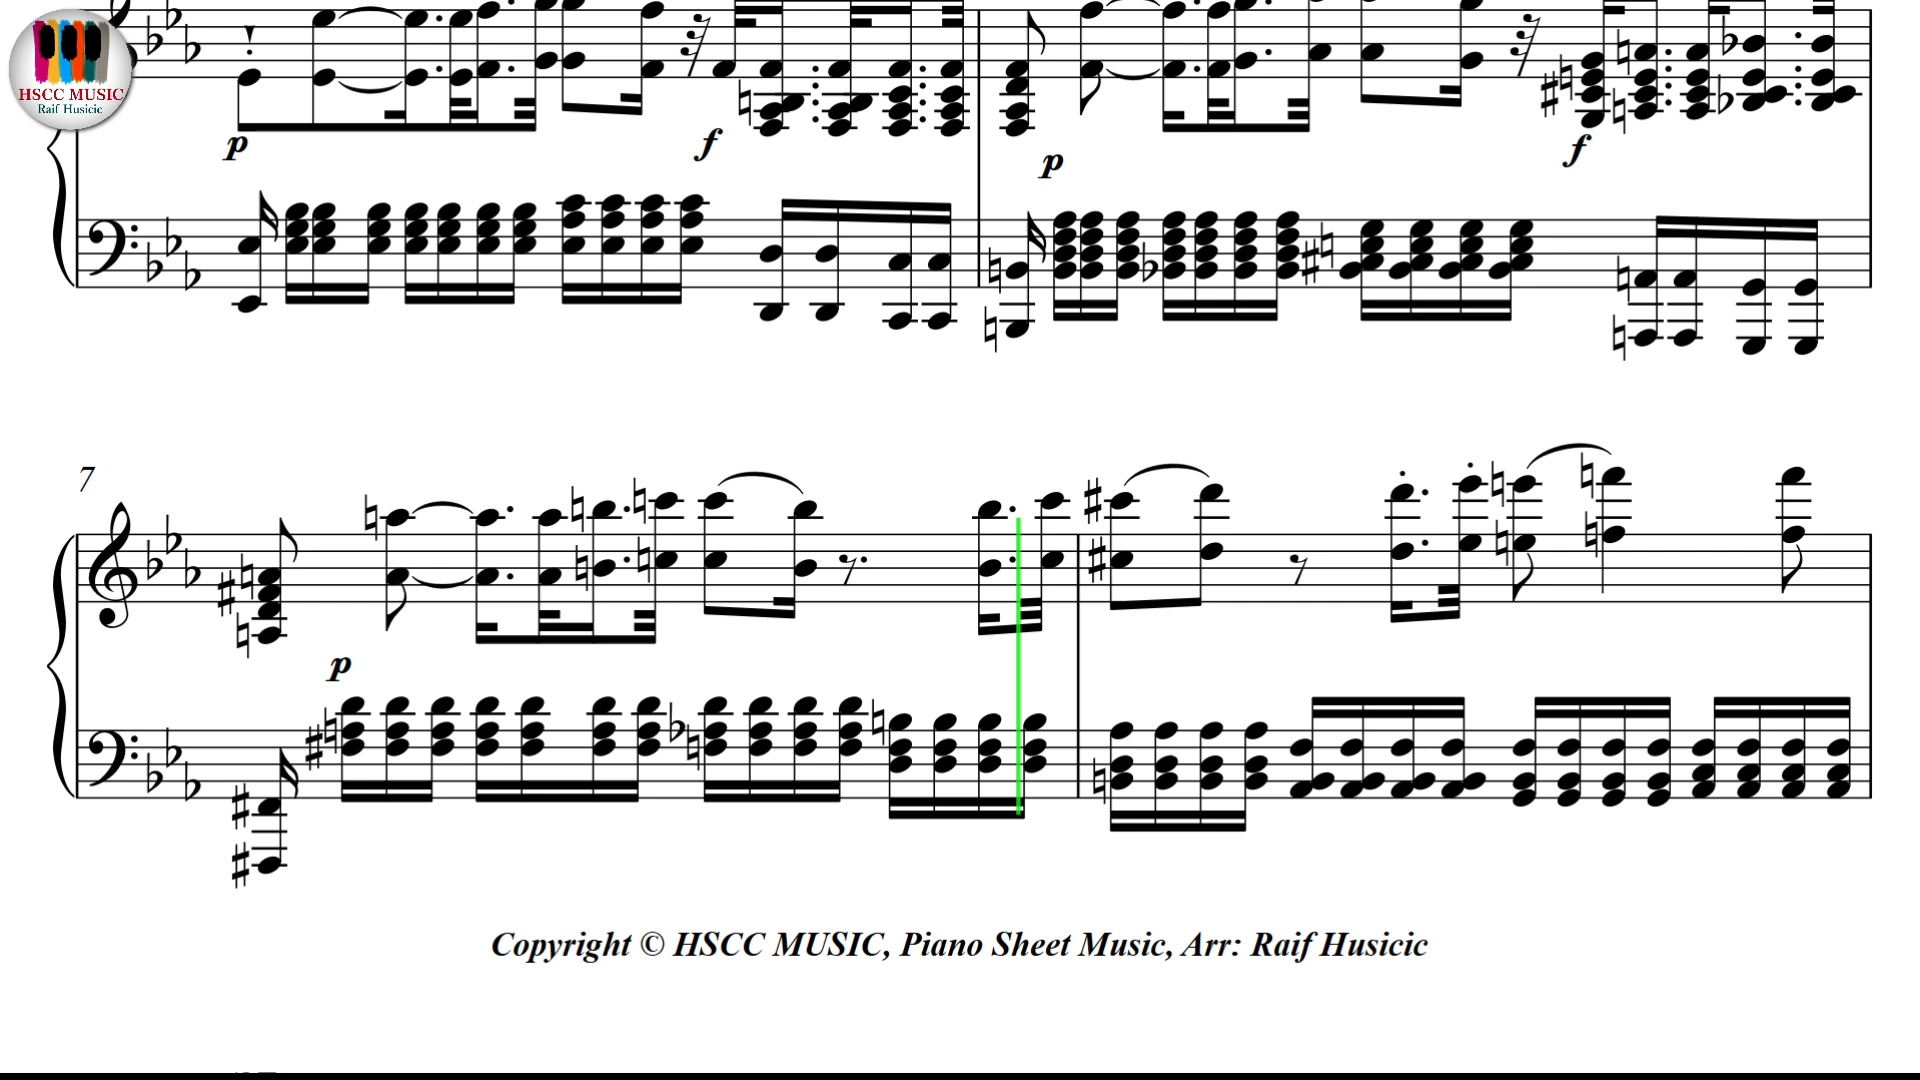 HSCC MUSIC
Raif Husicic
p
f
p
f
7
p
Copyright © HSCC MUSIC, Piano Sheet Music, Arr: Raif Husicic